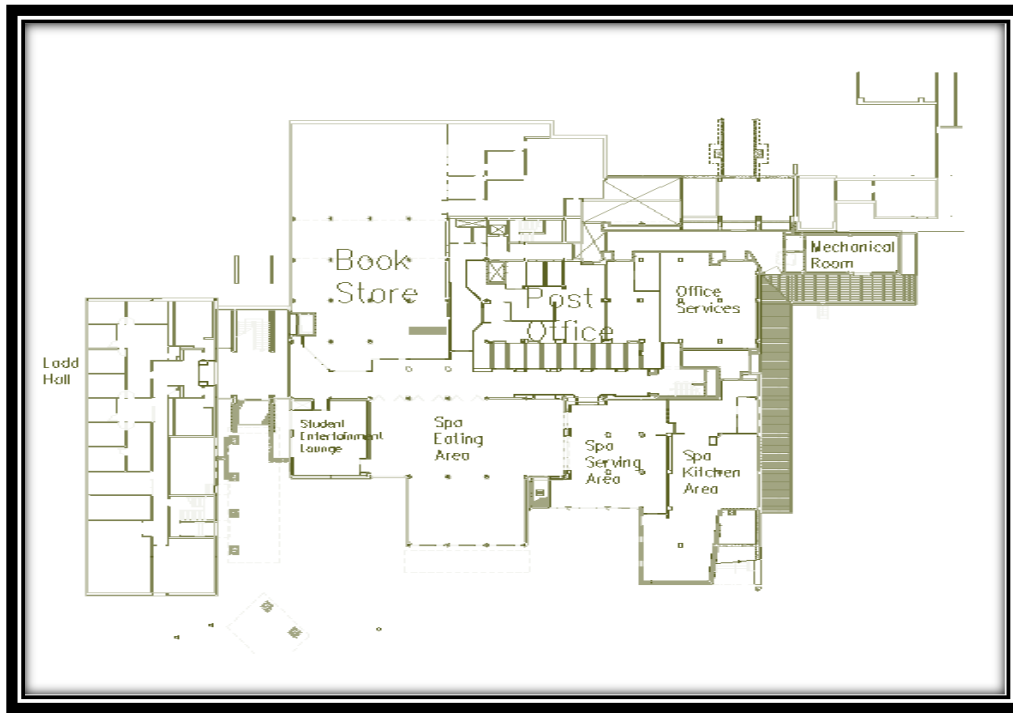 Book
Store
Post
Office
Office
Services
Mechanical
Room
Ladd
Hall
Student
Entertainment
Lounge
Spa
Eating
Area
Spa
Serving
Area
Spa
Kitchen
Area